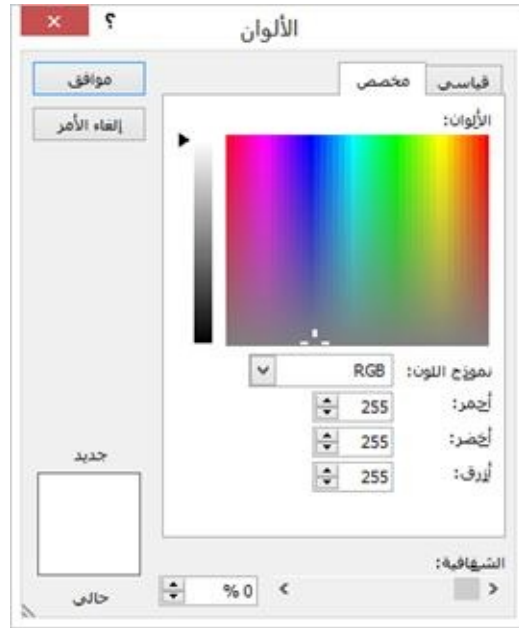 الألوان
؟
×
قياسي
مخصص
موافق
إلغاء الأمر
الألوان:
نموذج اللون: RGB
أحمر: 255
أخضر: 255
أزرق: 255
جديد
حالي
الشفافية:
0 %